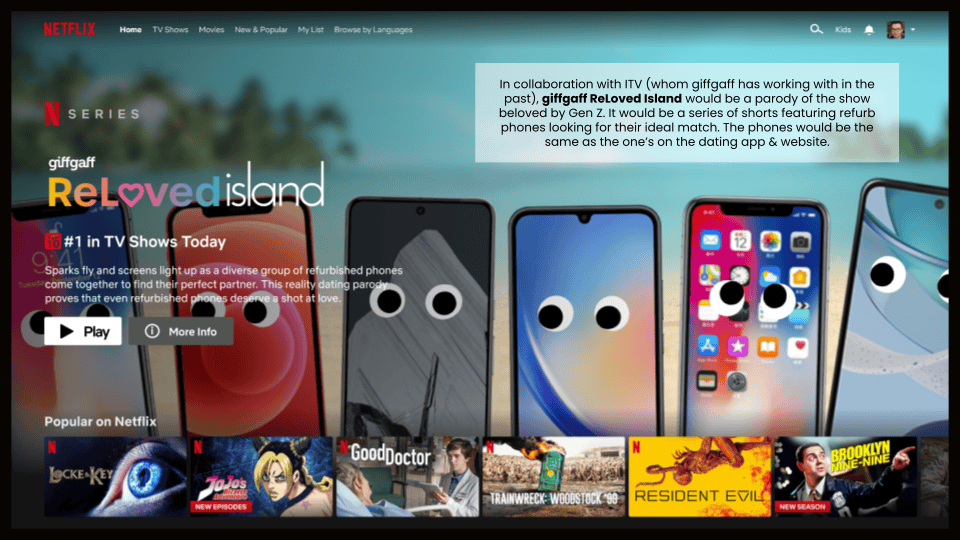 NETFLIX Home TV Shows Movies New & Popular My List Browse by Languages Kids
In collaboration with ITV (whom giffgaff has working with in the
past), giffgaff ReLoved Island would be a parody of the show
beloved by Gen Z. It would be a series of shorts featuring refurb
phones looking for their ideal match. The phones would be the
same as the one's on the dating app & website.
N SERIES
giffgaff
ReLoved island
TOP 10 #1 in TV Shows Today
9:41
Sparks fly and screens light up as a diverse group of refurbished phones
come together to find their perfect partner. This reality dating parody
proves that even refurbished phones deserve a shot at love.
12
Play More Info
Popular on Netflix
LOCKE & KEY
JOJO'S
NEW EPISODES
the GoodDoctor
TRAINWRECK: WOODSTOCK '99
RESIDENT EVIL
BROOKLYN
NINE-NINE
NEW SEASON